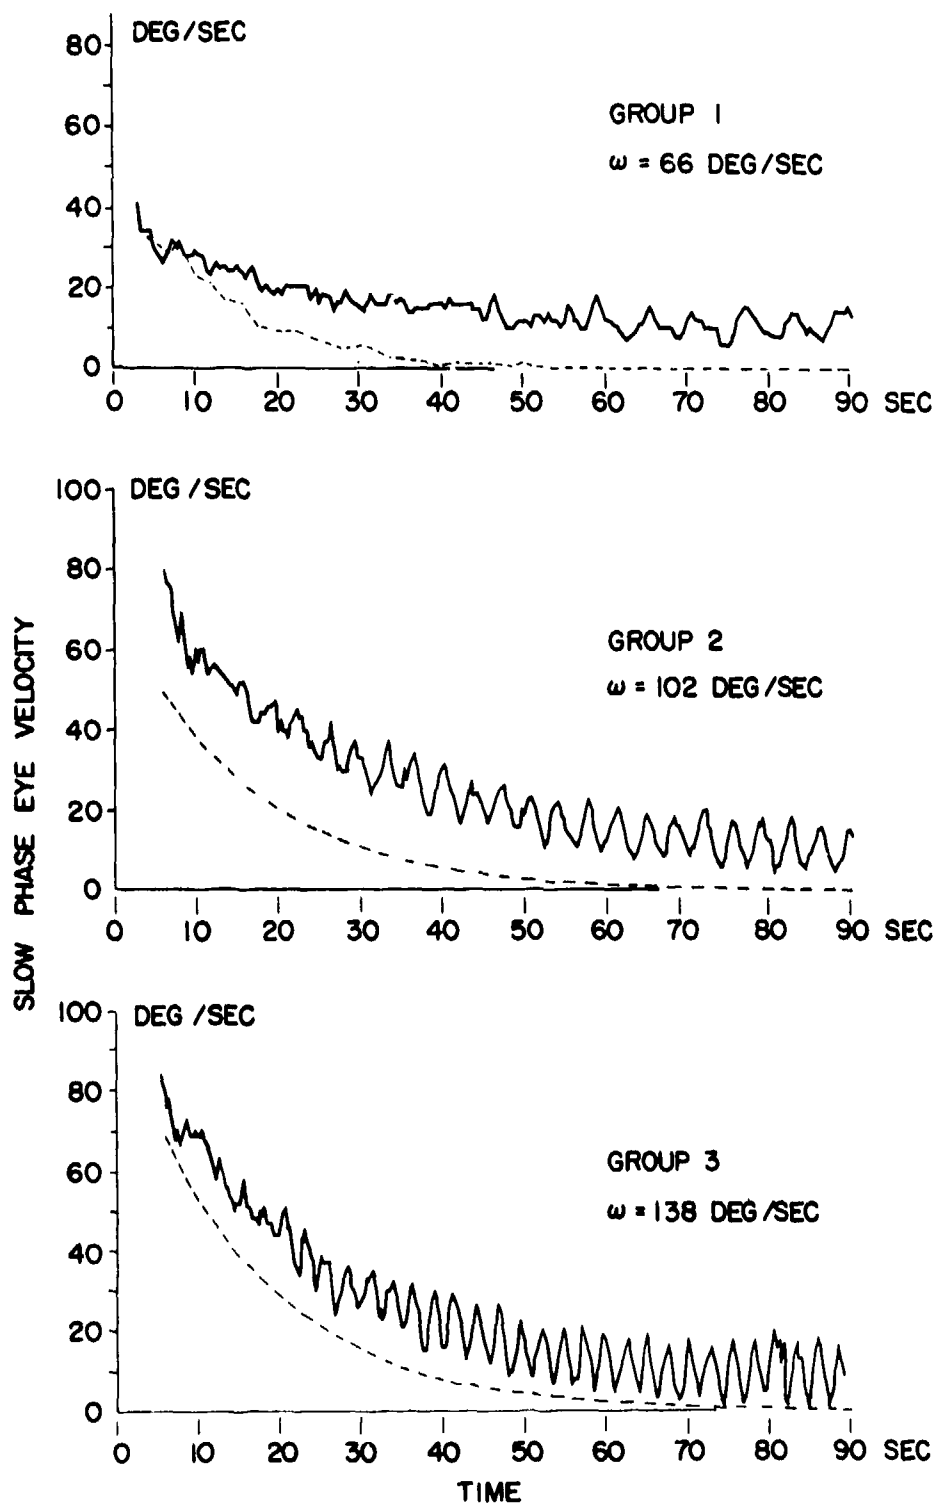 DEG/SEC
80
60
40
20
0
GROUP 1
ω = 66 DEG/SEC
0 10 20 30 40 50 60 70 80 90 SEC
SLOW PHASE EYE VELOCITY
100
DEG /SEC
80
60
40
20
0
GROUP 2
ω = 102 DEG/SEC
0 10 20 30 40 50 60 70 80 90 SEC
100
DEG /SEC
80
60
40
20
0
GROUP 3
ω = 138 DEG/SEC
0 10 20 30 40 50 60 70 80 90 SEC
TIME